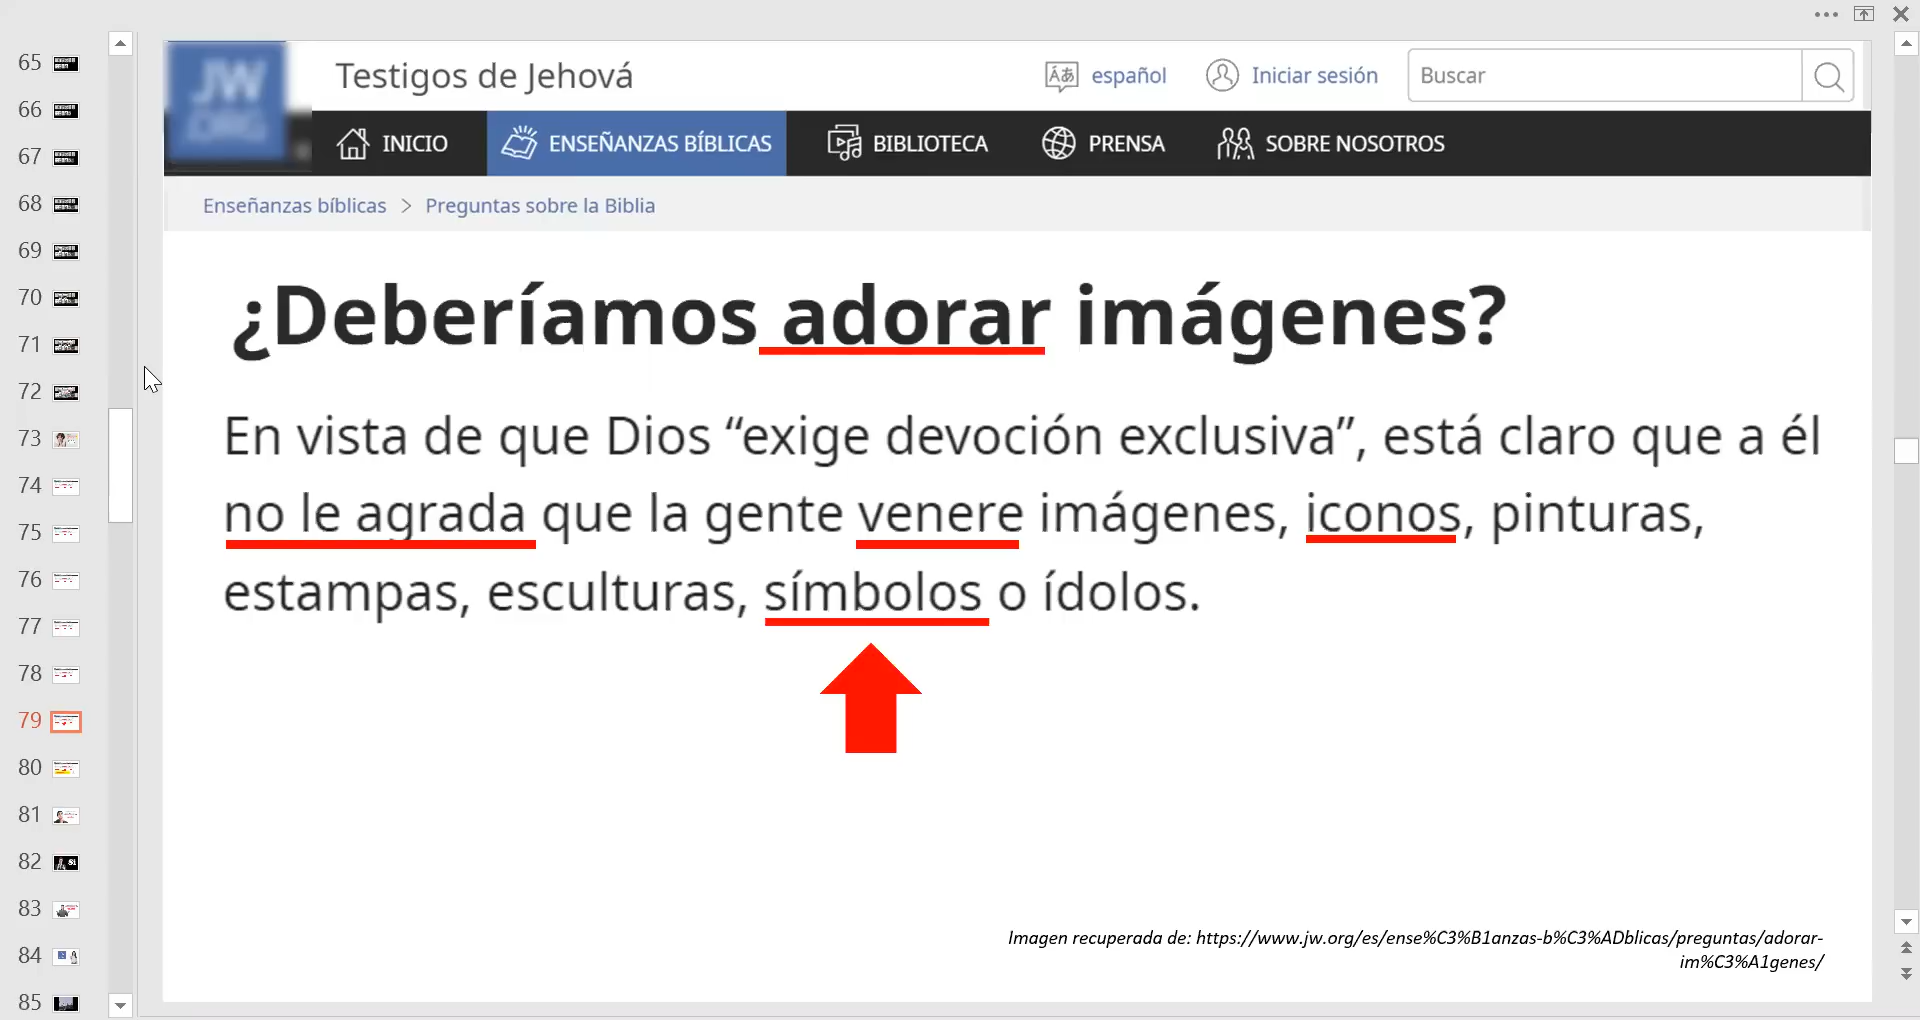 65
66
67
68
69
70
71
72
73
74
75
76
77
78
79
80
81
82
83
84
85
JW
.ORG
Testigos de Jehová
español
Iniciar sesión
Buscar
INICIO
ENSEÑANZAS BÍBLICAS
BIBLIOTECA
PRENSA
SOBRE NOSOTROS
Enseñanzas bíblicas > Preguntas sobre la Biblia
¿Deberíamos adorar imágenes?
En vista de que Dios “exige devoción exclusiva”, está claro que a él
no le agrada que la gente venere imágenes, iconos, pinturas,
estampas, esculturas, símbolos o ídolos.
Imagen recuperada de: https://www.jw.org/es/ense%C3%B1anzas-b%C3%ADblicas/preguntas/adorar-
im%C3%A1genes/